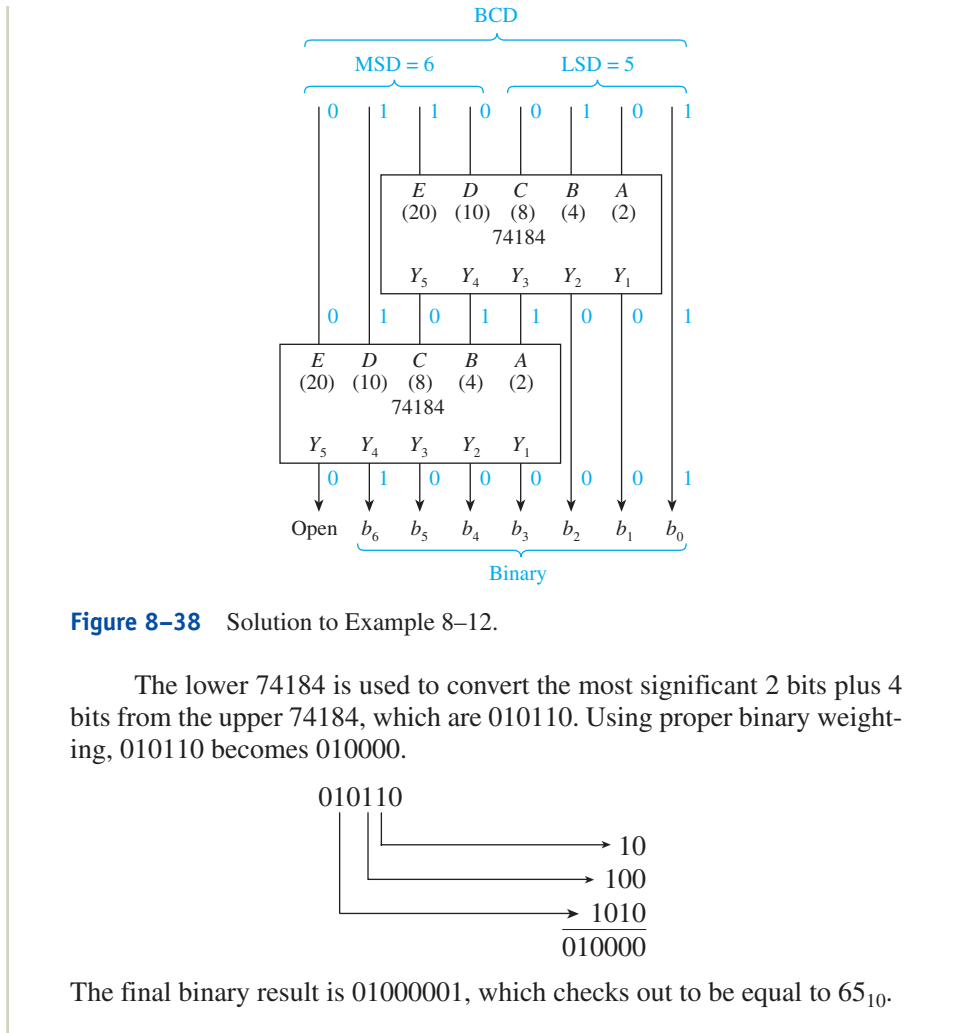 BCD
MSD = 6 LSD = 5
0 1 1 0 0 1 0 1
E D C B A
(20) (10) (8) (4) (2)
74184
Y5 Y4 Y3 Y2 Y1
0 1 0 1 1 0 0 1
E D C B A
(20) (10) (8) (4) (2)
74184
Y5 Y4 Y3 Y2 Y1
0 1 0 0 0 0 0 1
Open b6 b5 b4 b3 b2 b1 b0
Binary
Figure 8–38 Solution to Example 8–12.
The lower 74184 is used to convert the most significant 2 bits plus 4
bits from the upper 74184, which are 010110. Using proper binary weight-
ing, 010110 becomes 010000.
010110
10
100
1010
010000
The final binary result is 01000001, which checks out to be equal to 65₁₀.